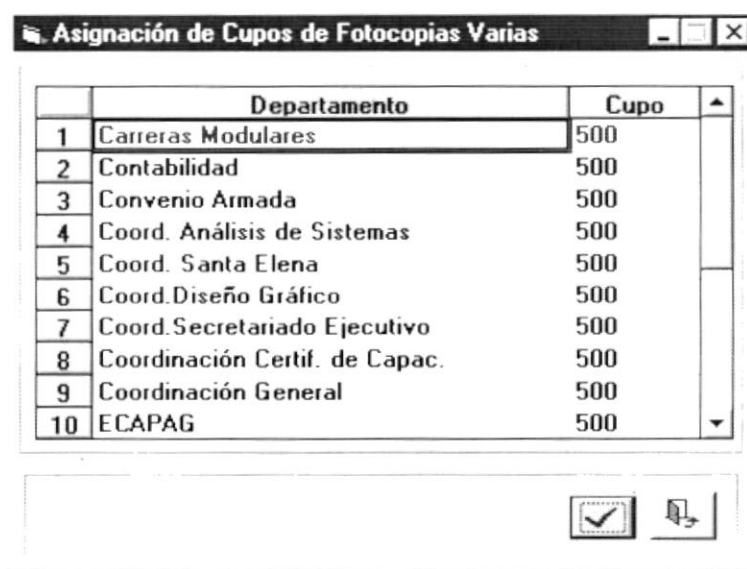 Asignación de Cupos de Fotocopias Varias
Departamento Cupo
1 Carreras Modulares 500
2 Contabilidad 500
3 Convenio Armada 500
4 Coord. Análisis de Sistemas 500
5 Coord. Santa Elena 500
6 Coord.Diseño Gráfico 500
7 Coord.Secretariado Ejecutivo 500
8 Coordinación Certif. de Capac. 500
9 Coordinación General 500
10 ECAPAG 500